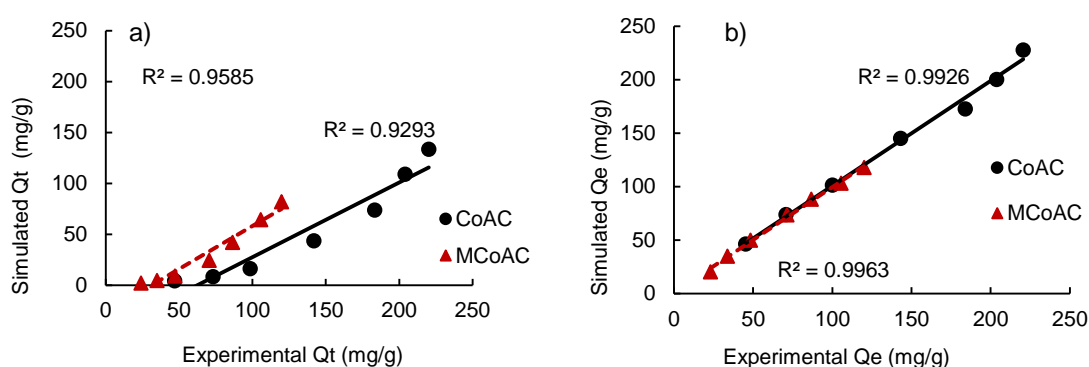 a)
Simulated Qt (mg/g)
250
200
150
100
50
0
R² = 0.9585
R² = 0.9293
CoAC
MCoAC
0 50 100 150 200 250
Experimental Qt (mg/g)
b)
Simulated Qe (mg/g)
250
200
150
100
50
0
R² = 0.9926
CoAC
MCoAC
R² = 0.9963
0 50 100 150 200 250
Experimental Qe (mg/g)